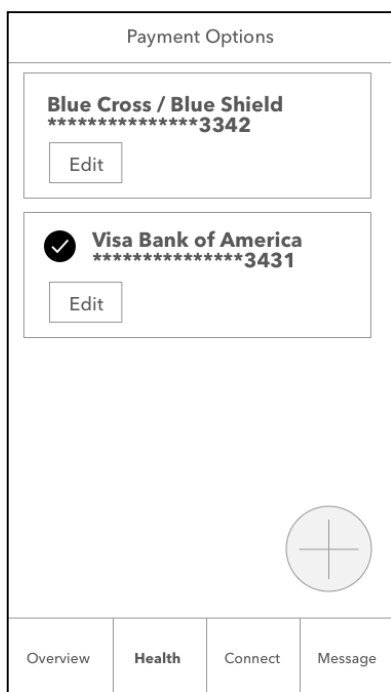 Payment Options
Blue Cross / Blue Shield
***************3342
Edit
Visa Bank of America
***************3431
Edit
Overview Health Connect Message